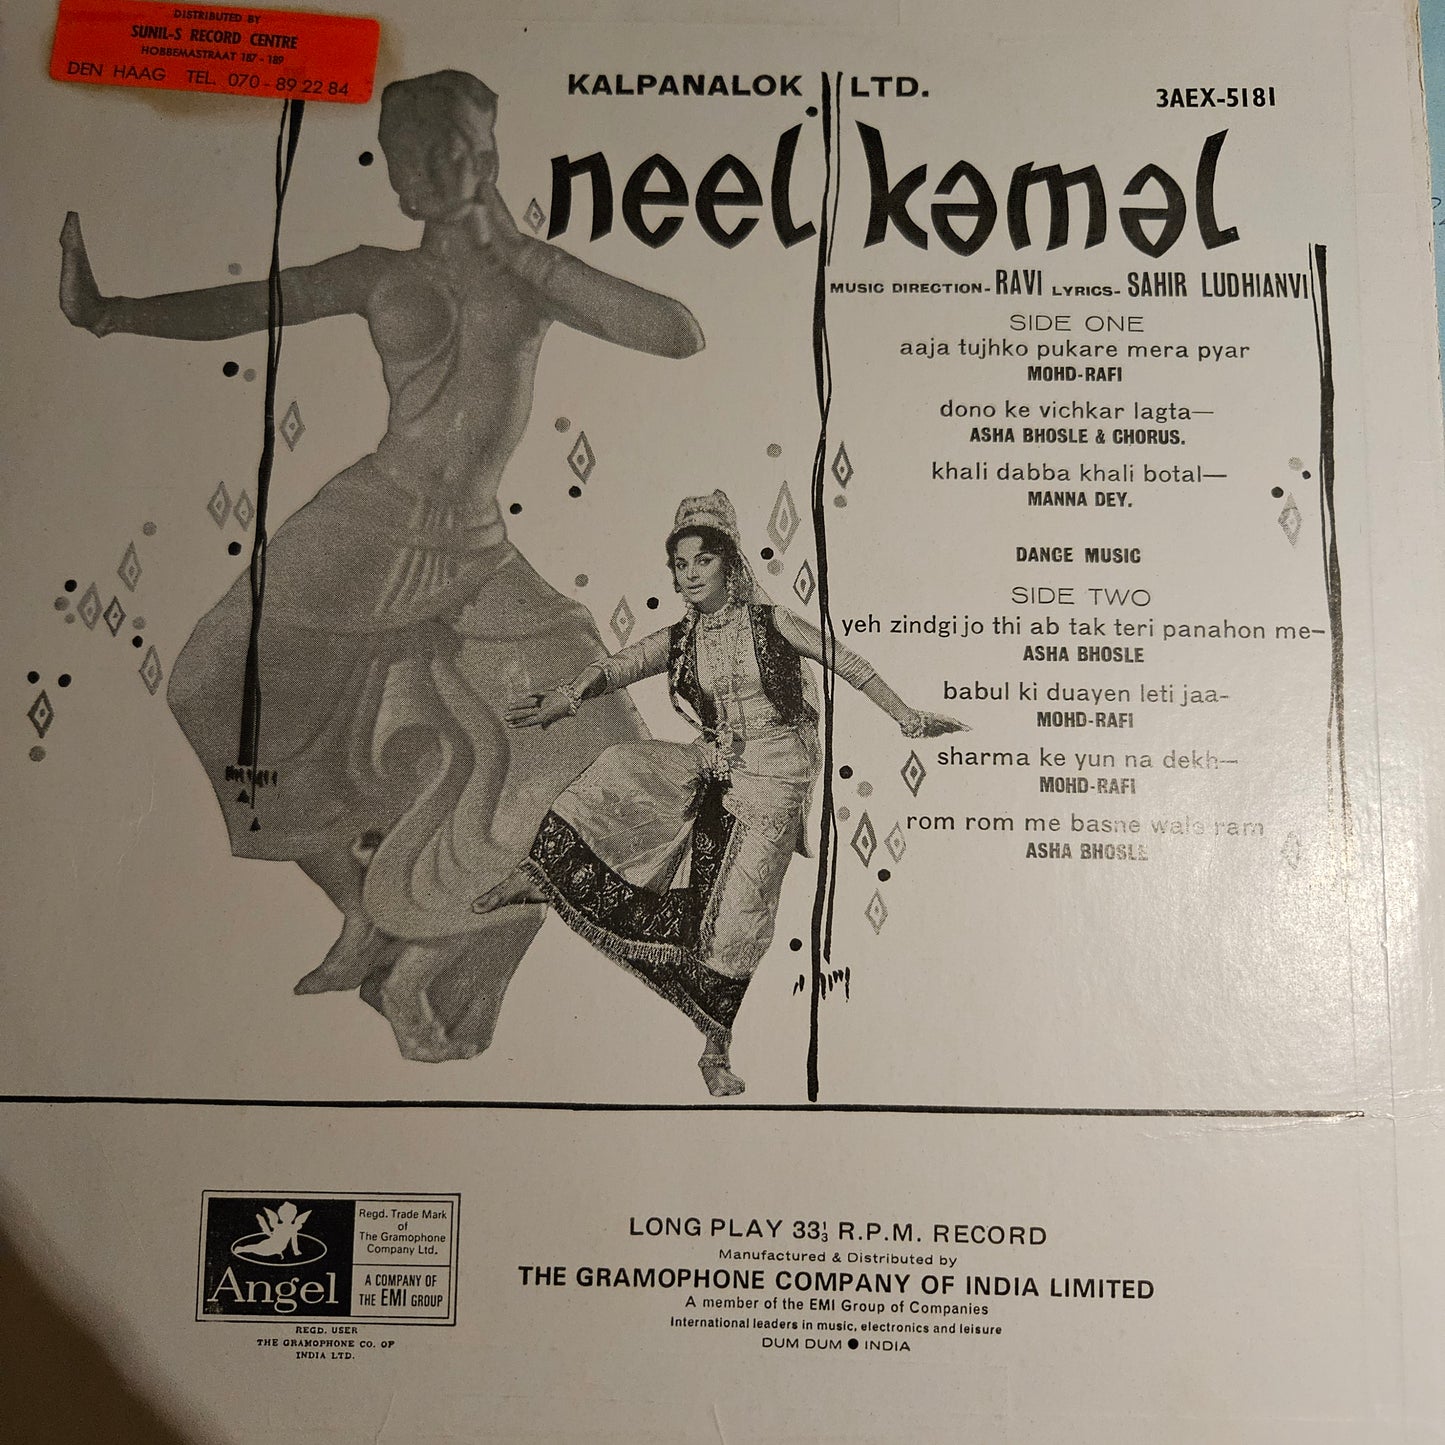 DISTRIBUTED BY
SUNIL-S RECORD CENTRE
HOBBEMASTRAAT 187 - 189
DEN HAAG TEL. 070 - 89 22 84
KALPANALOK LTD.
3AEX-5181
neel kamal
MUSIC DIRECTION- RAVI LYRICS- SAHIR LUDHIANVI
SIDE ONE
aaja tujhko pukare mera pyar
MOHD-RAFI
dono ke vichkar lagta—
ASHA BHOSLE & CHORUS.
khali dabba khali botal—
MANNA DEY.
DANCE MUSIC
SIDE TWO
yeh zindgi jo thi ab tak teri panahon me-
ASHA BHOSLE
babul ki duayen leti jaa-
MOHD-RAFI
sharma ke yun na dekh—
MOHD-RAFI
rom rom me basne wale ram
ASHA BHOSLE
Angel
Regd. Trade Mark
of
The Gramophone
Company Ltd.
A COMPANY OF
THE EMI GROUP
REGD. USER
THE GRAMOPHONE CO. OF
INDIA LTD.
LONG PLAY 33⅓ R.P.M. RECORD
Manufactured & Distributed by
THE GRAMOPHONE COMPANY OF INDIA LIMITED
A member of the EMI Group of Companies
International leaders in music, electronics and leisure
DUM DUM ● INDIA